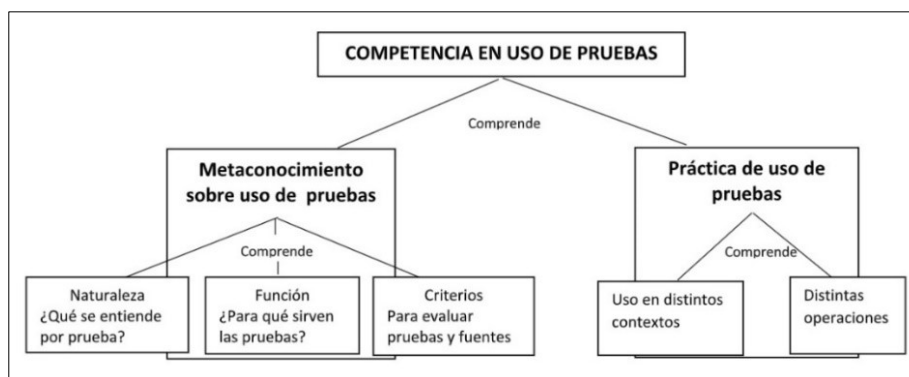 COMPETENCIA EN USO DE PRUEBAS
Comprende
Metaconocimiento
sobre uso de pruebas
Comprende
Naturaleza
¿Qué se entiende
por prueba?
Función
¿Para qué sirven
las pruebas?
Criterios
Para evaluar
pruebas y fuentes
Práctica de uso de
pruebas
Comprende
Uso en distintos
contextos
Distintas
operaciones